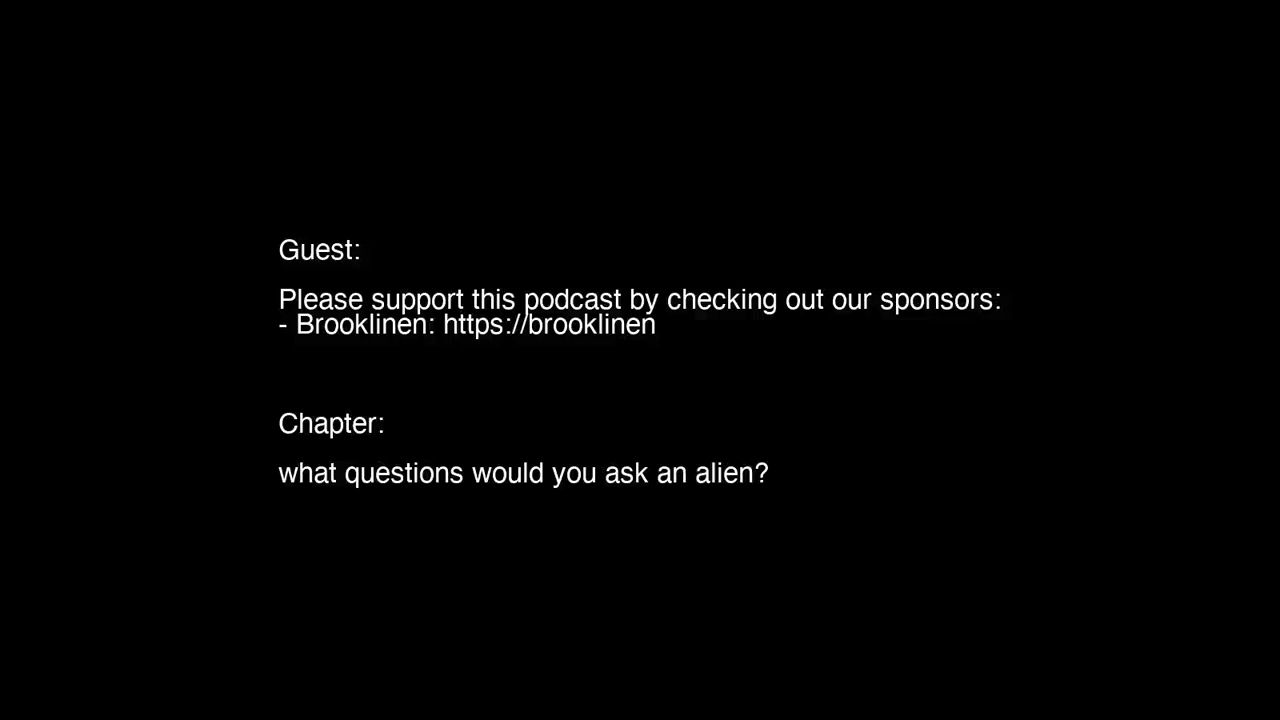 Guest:
Please support this podcast by checking out our sponsors:
- Brooklinen: https://brooklinen
Chapter:
what questions would you ask an alien?